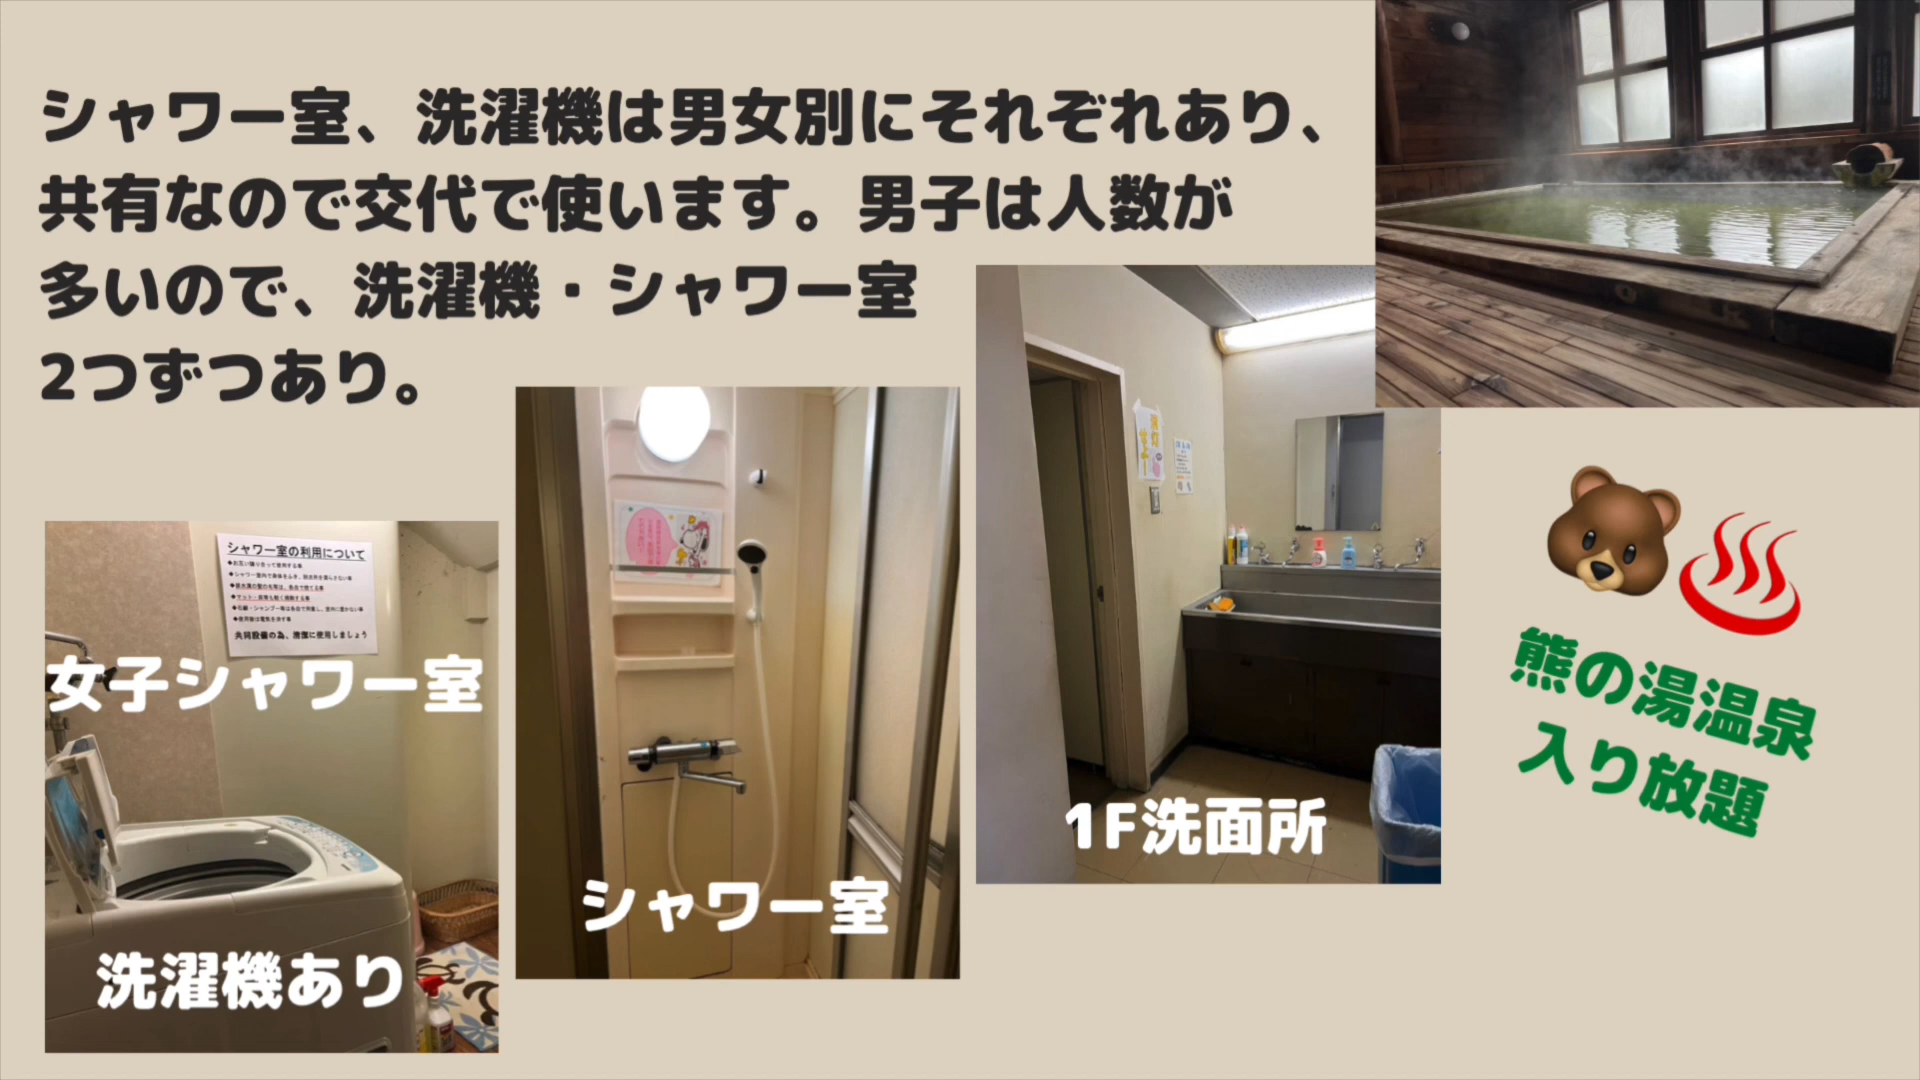 シャワー室、洗濯機は男女別にそれぞれあり、
共有なので交代で使います。男子は人数が
多いので、洗濯機・シャワー室
2つずつあり。
シャワー室の利用について
共同設備の為、清潔に使用しましょう
女子シャワー室
洗濯機あり
シャワー室
1F洗面所
熊の湯温泉
入り放題